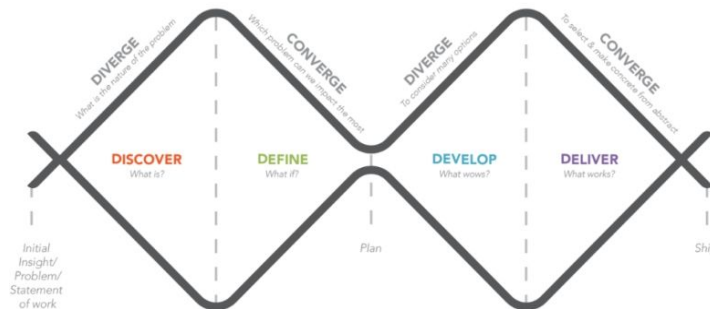 DIVERGE
What is the nature of the problem
CONVERGE
Which problem can we impact the most
DIVERGE
To consider many options
CONVERGE
To select & make concrete from abstract
DISCOVER
What is?
DEFINE
What if?
DEVELOP
What wows?
DELIVER
What works?
Initial
Insight/
Problem/
Statement
of work
Plan
Shi